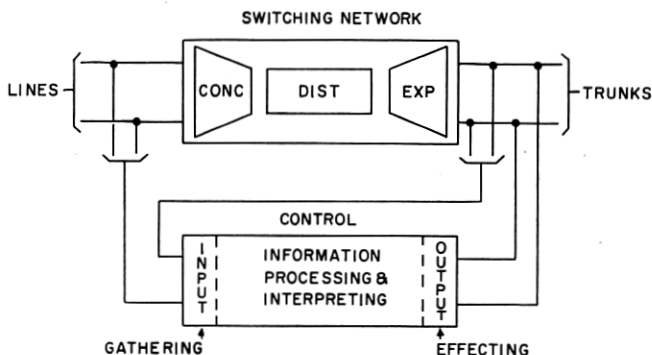 SWITCHING NETWORK
LINES
CONC
DIST
EXP
TRUNKS
CONTROL
INPUT
INFORMATION
PROCESSING &
INTERPRETING
OUTPUT
GATHERING
EFFECTING